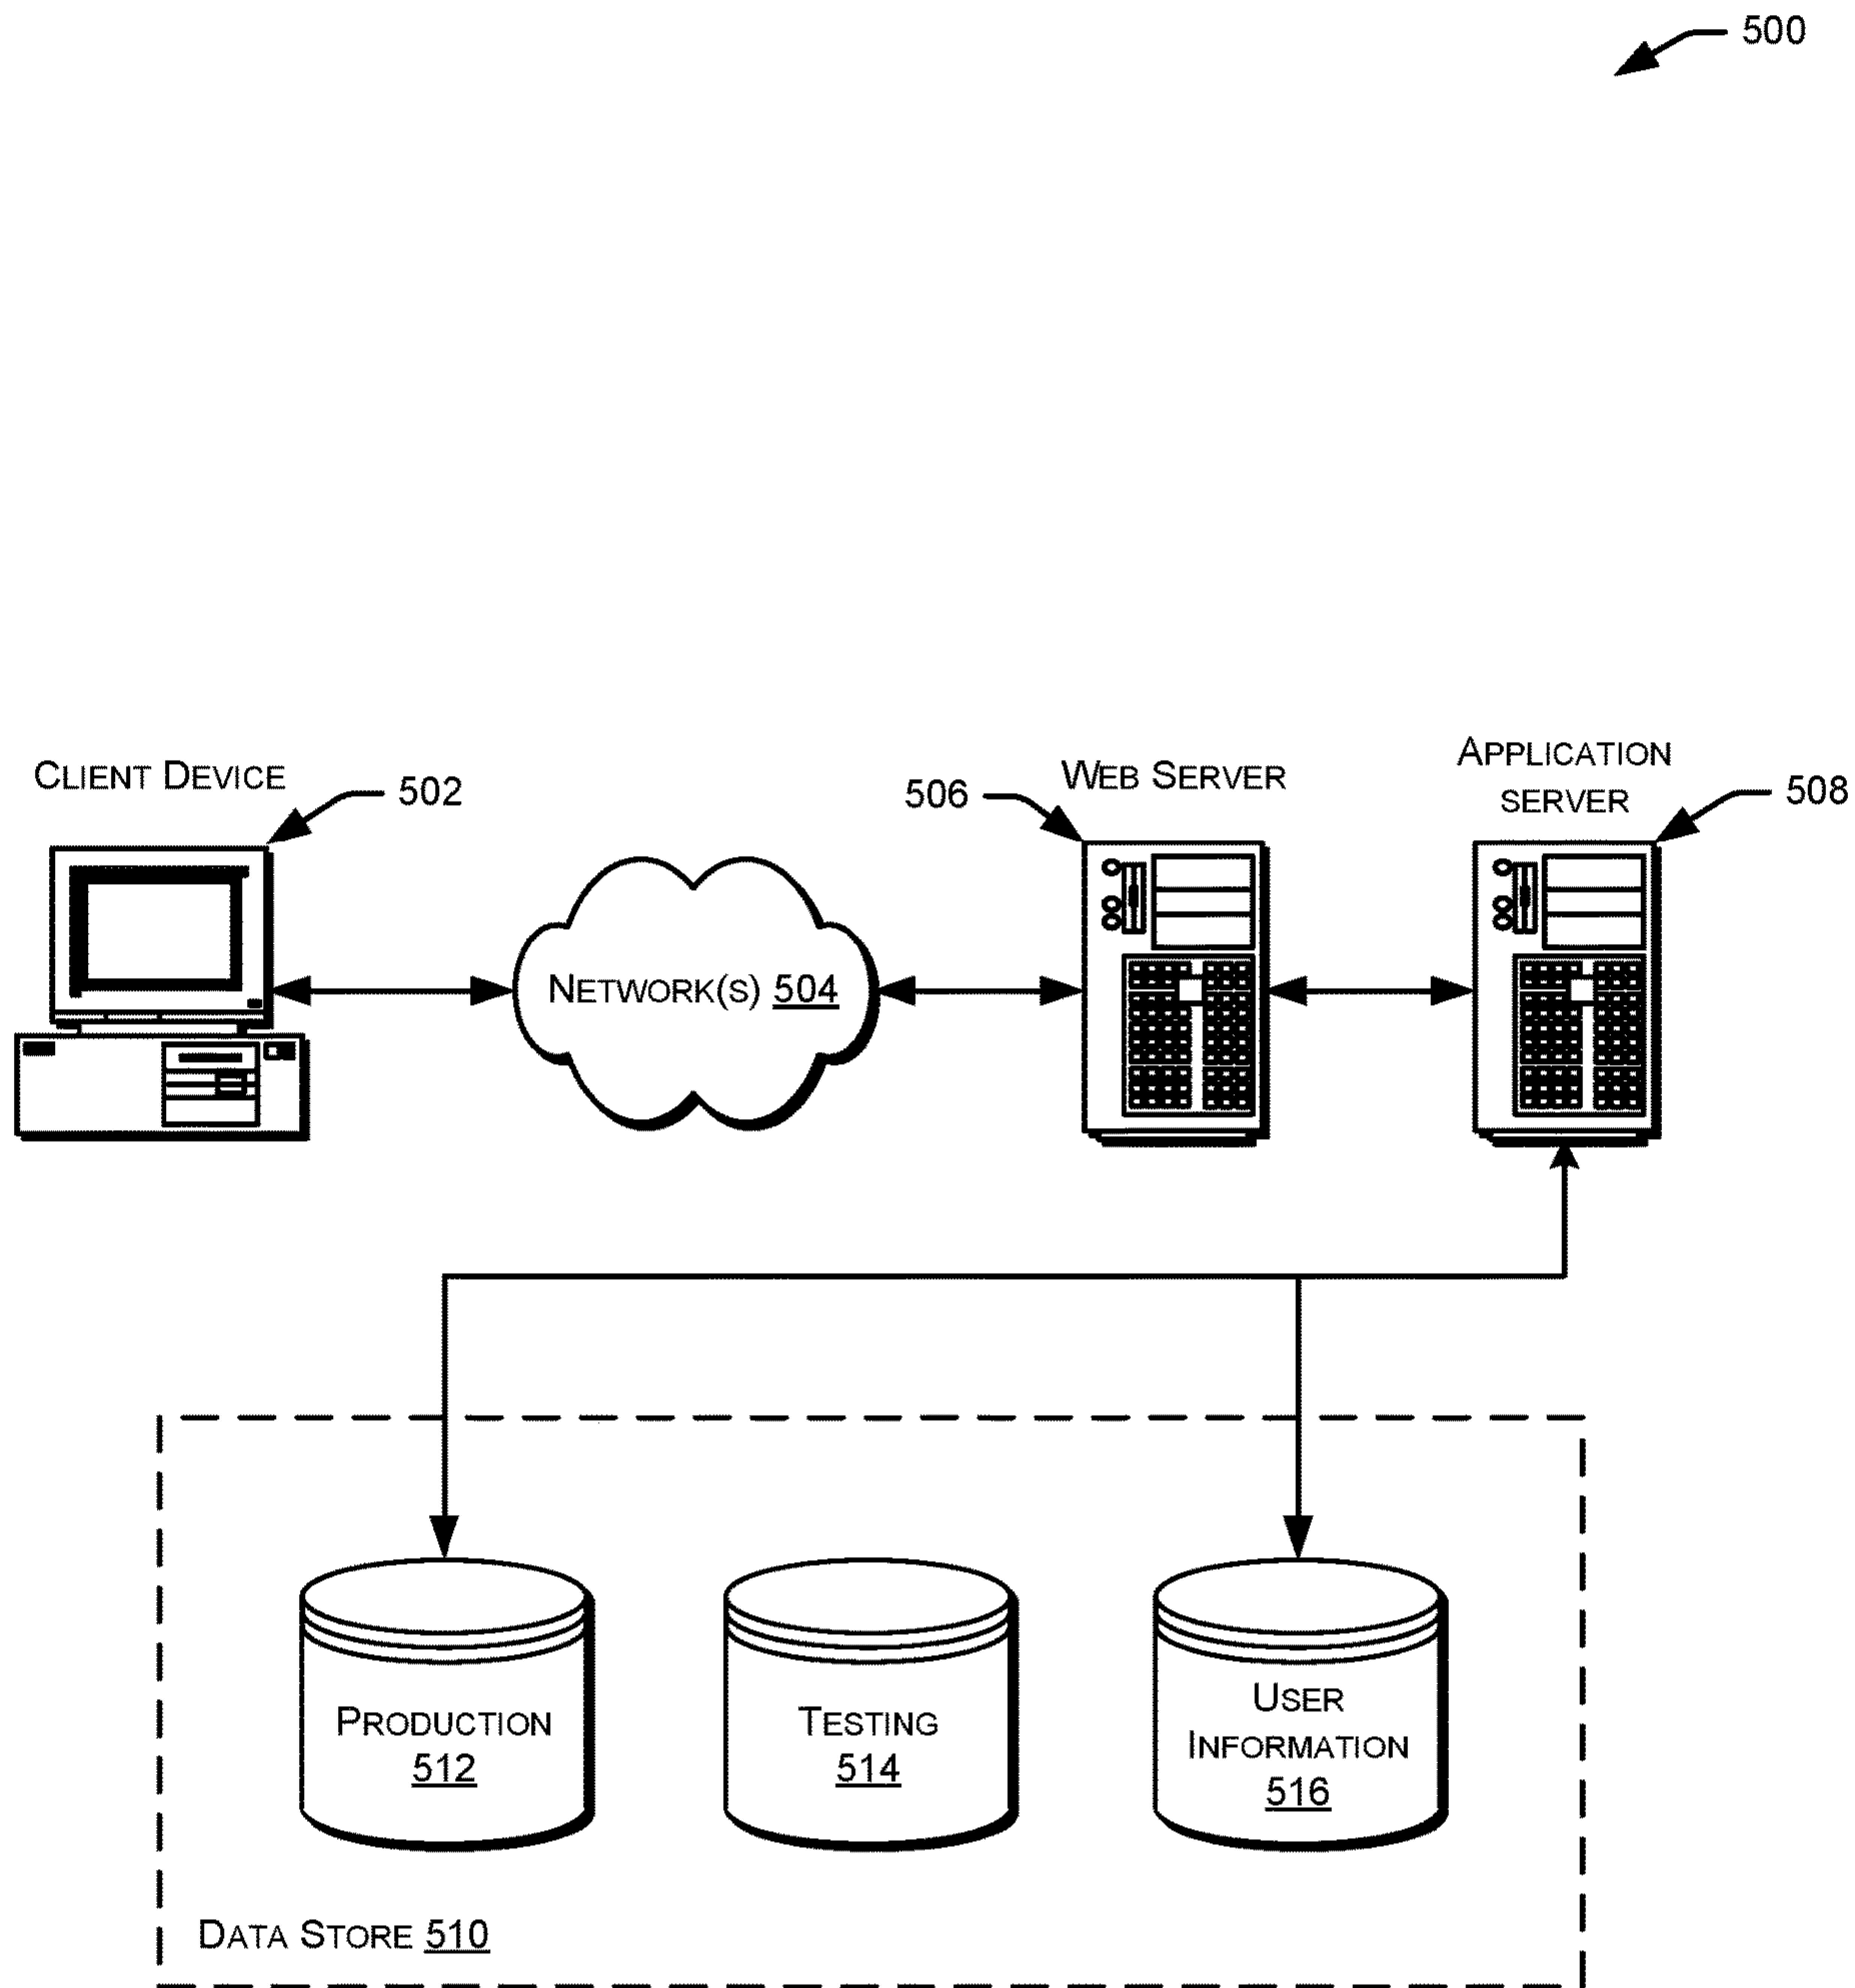 500
CLIENT DEVICE
502
506
WEB SERVER
APPLICATION
SERVER
508
NETWORK(S) 504
PRODUCTION
512
TESTING
514
USER
INFORMATION
516
DATA STORE 510